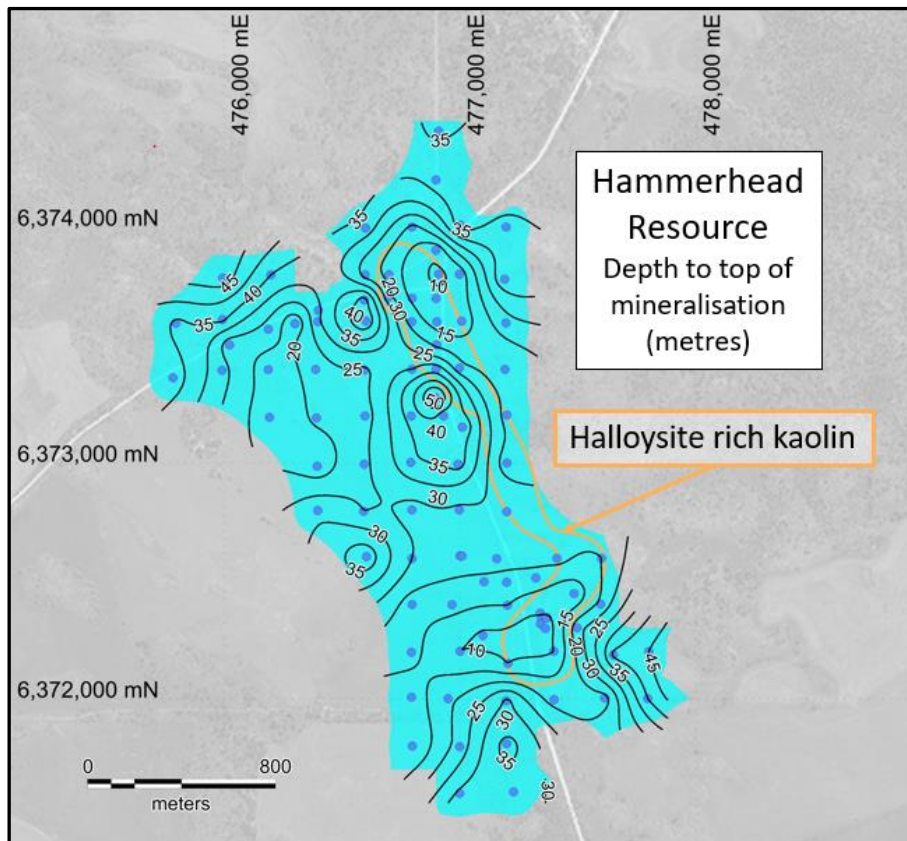 476,000 mE
477,000 mE
478,000 mE
Hammerhead
Resource
Depth to top of
mineralisation
(metres)
6,374,000 mN
6,373,000 mN
6,372,000 mN
Halloysite rich kaolin
35
35
35
45
40
35
20
30
10
40
35
15
20
25
25
50
40
35
30
30
35
15
10
25
20
30
35
45
25
30
35
30
0
800
meters